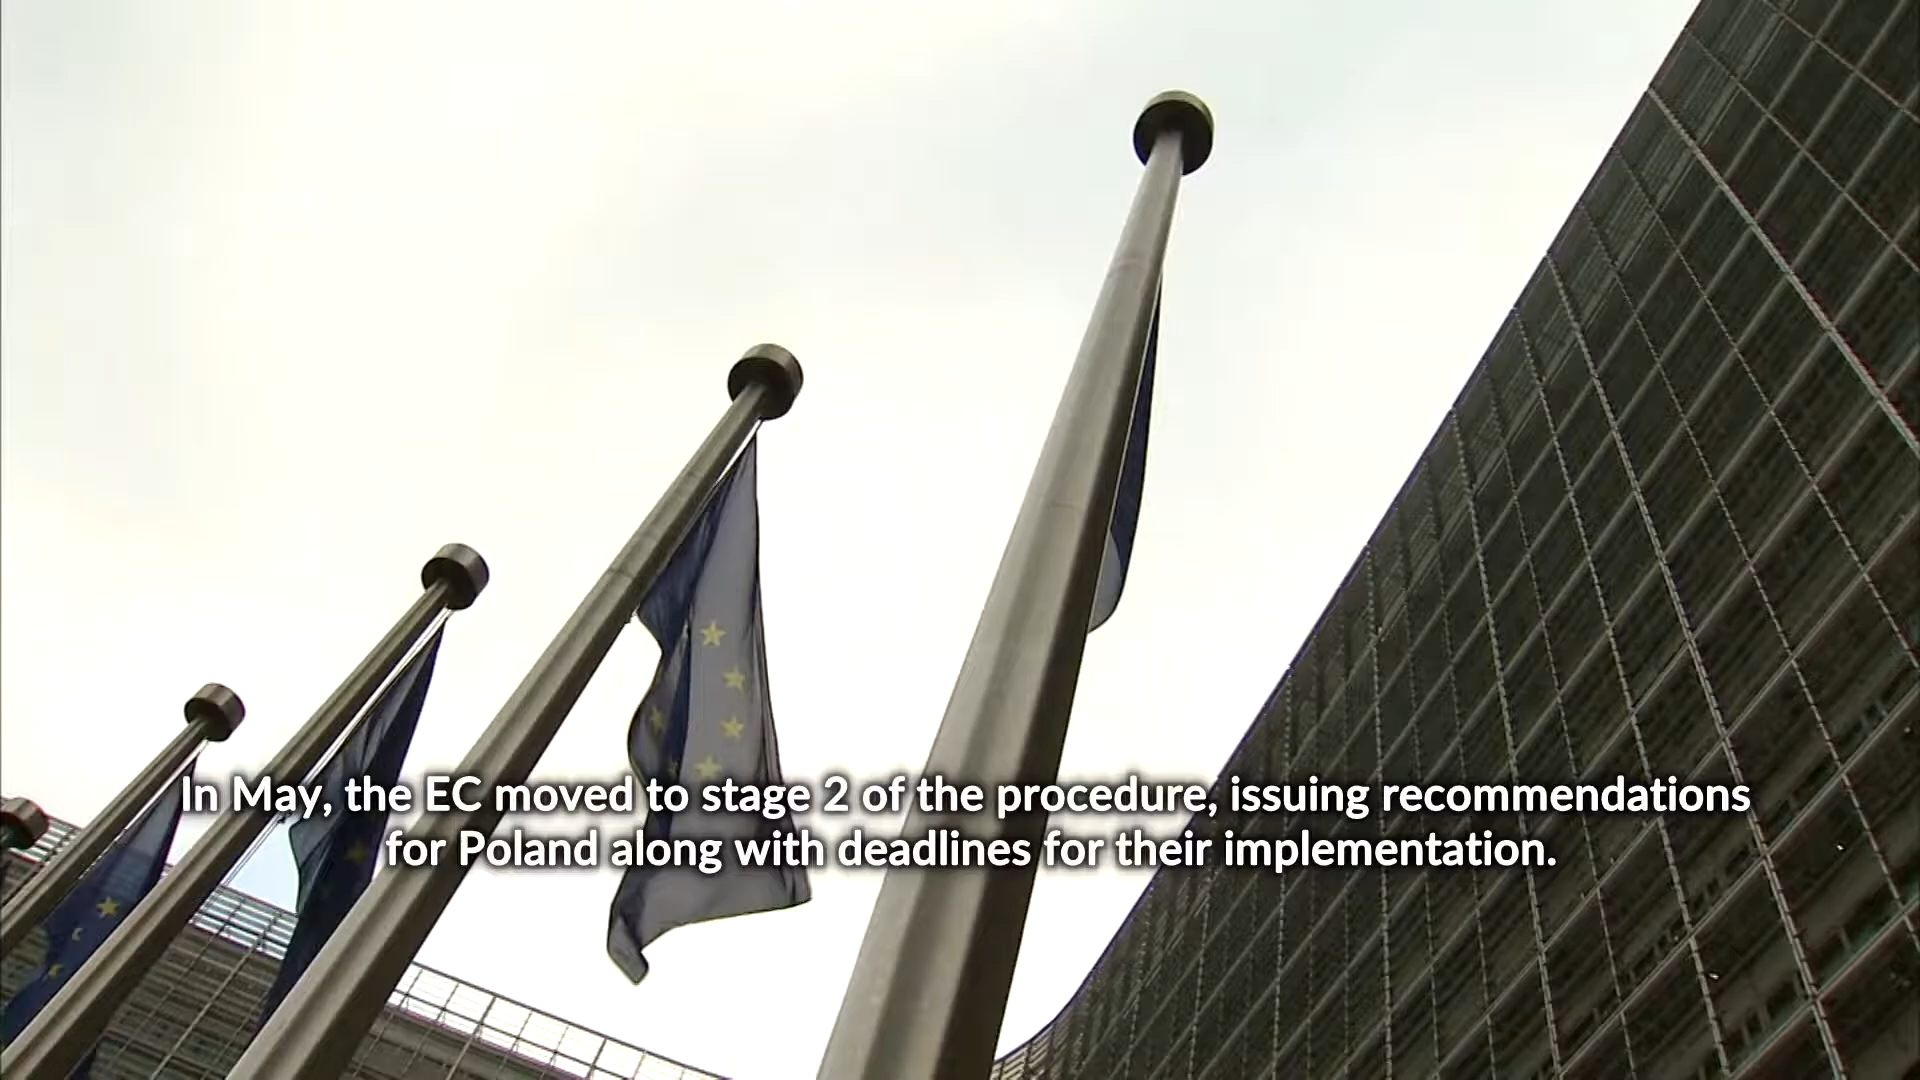 In May, the EC moved to stage 2 of the procedure, issuing recommendations
for Poland along with deadlines for their implementation.